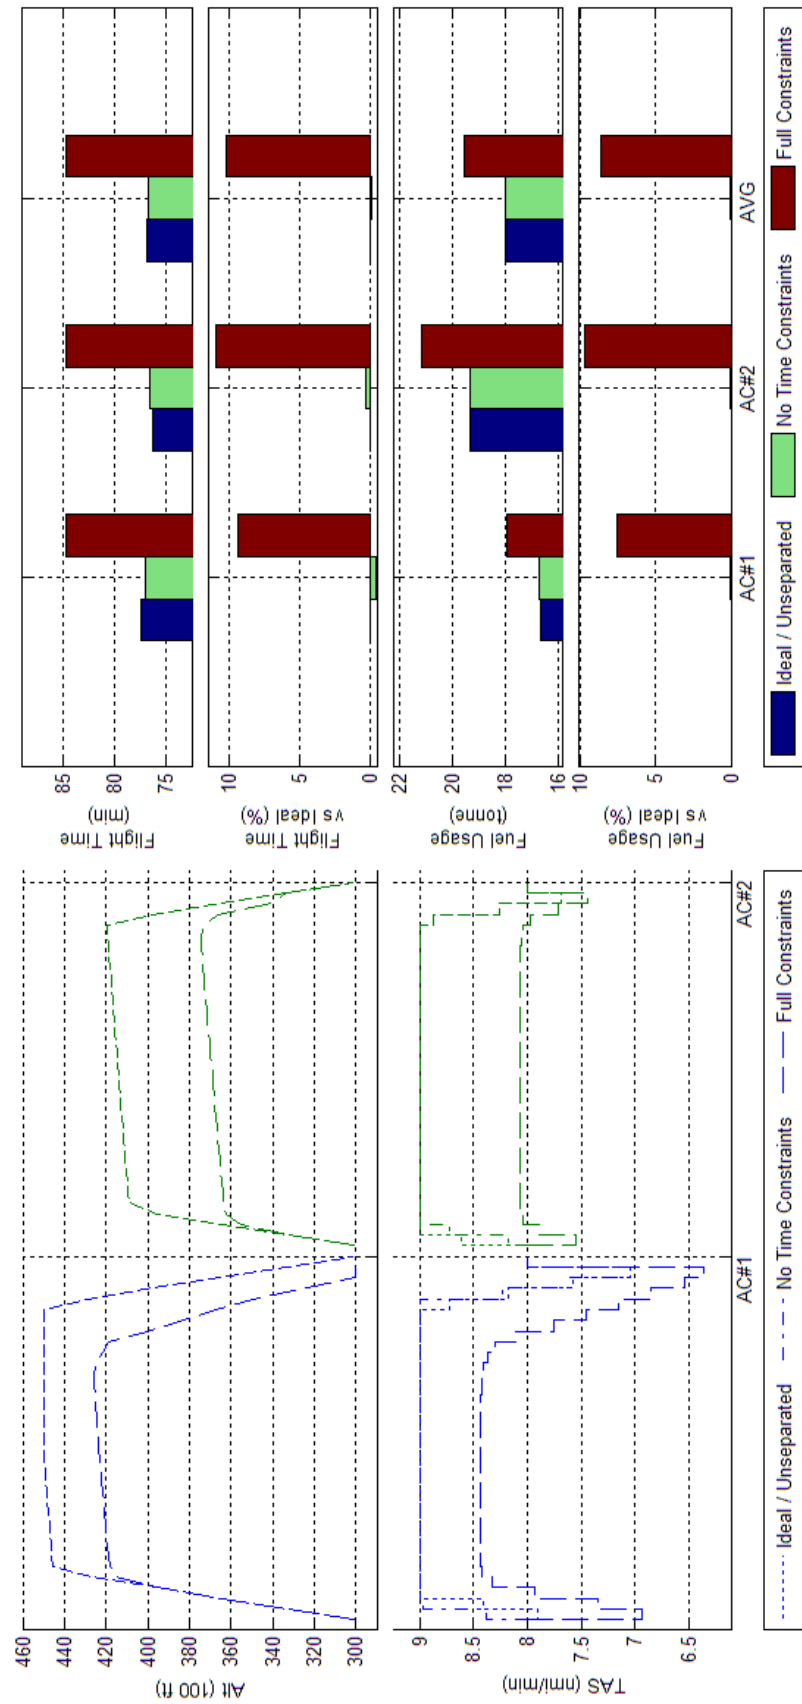 460
440
420
400
380
360
340
320
300
Alt (100 ft)
9
8.5
8
7.5
7
6.5
TAS (nmi/min)
AC#1
AC#2
Ideal / Unseparated
No Time Constraints
Full Constraints
85
80
75
Flight Time
(min)
10
5
0
Flight Time
vs Ideal (%)
22
20
18
16
Fuel Usage
(tonne)
10
5
0
Fuel Usage
vs Ideal (%)
AC#1
AC#2
AVG
Ideal / Unseparated
No Time Constraints
Full Constraints